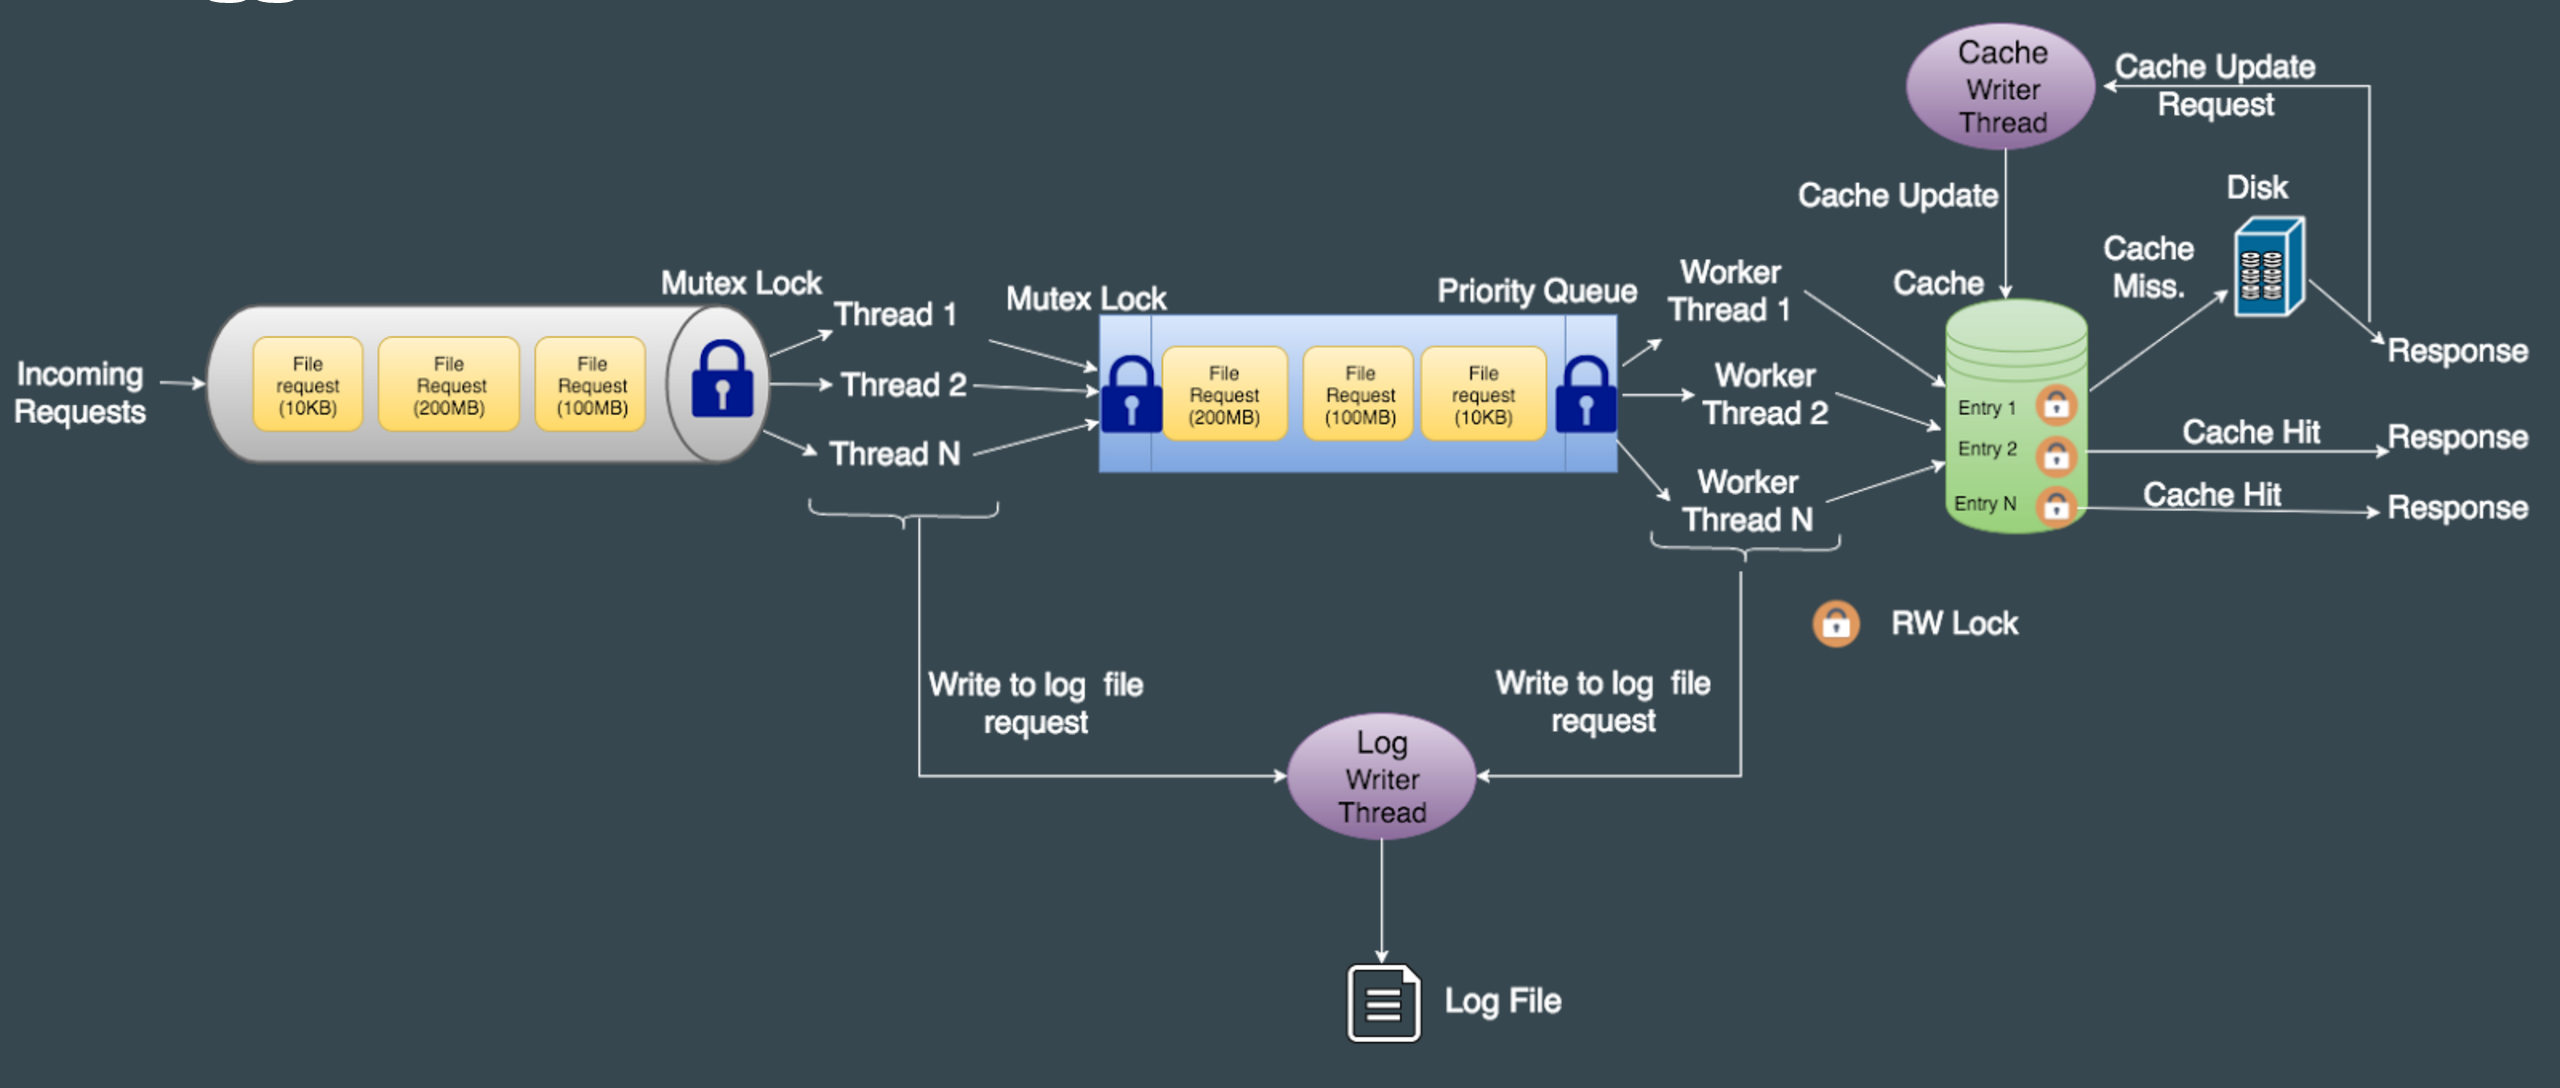 Cache
Writer
Thread
Cache Update
Request
Cache Update
Disk
Cache
Miss.
Mutex Lock
Thread 1
Thread 2
Thread N
Mutex Lock
Priority Queue
Worker
Thread 1
Worker
Thread 2
Worker
Thread N
Cache
Incoming
Requests
File
request
(10KB)
File
Request
(200MB)
File
Request
(100MB)
File
Request
(200MB)
File
Request
(100MB)
File
request
(10KB)
Entry 1
Entry 2
Entry N
Response
Cache Hit
Response
Cache Hit
Response
RW Lock
Write to log file
request
Write to log file
request
Log
Writer
Thread
Log File